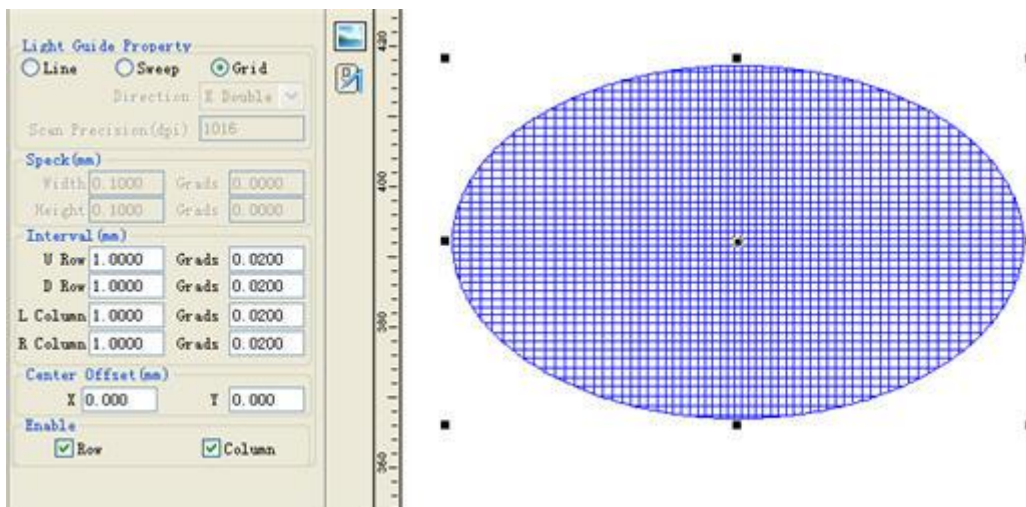 Light Guide Property
Line Sweep Grid
Direction X Double
Scan Precision(dpi) 1016
Speck(mm)
Width 0.1000 Grads 0.0000
Height 0.1000 Grads 0.0000
Interval(mm)
U Row 1.0000 Grads 0.0200
D Row 1.0000 Grads 0.0200
L Column 1.0000 Grads 0.0200
R Column 1.0000 Grads 0.0200
Center Offset(mm)
X 0.000 Y 0.000
Enable
Row Column
420
400
380
360